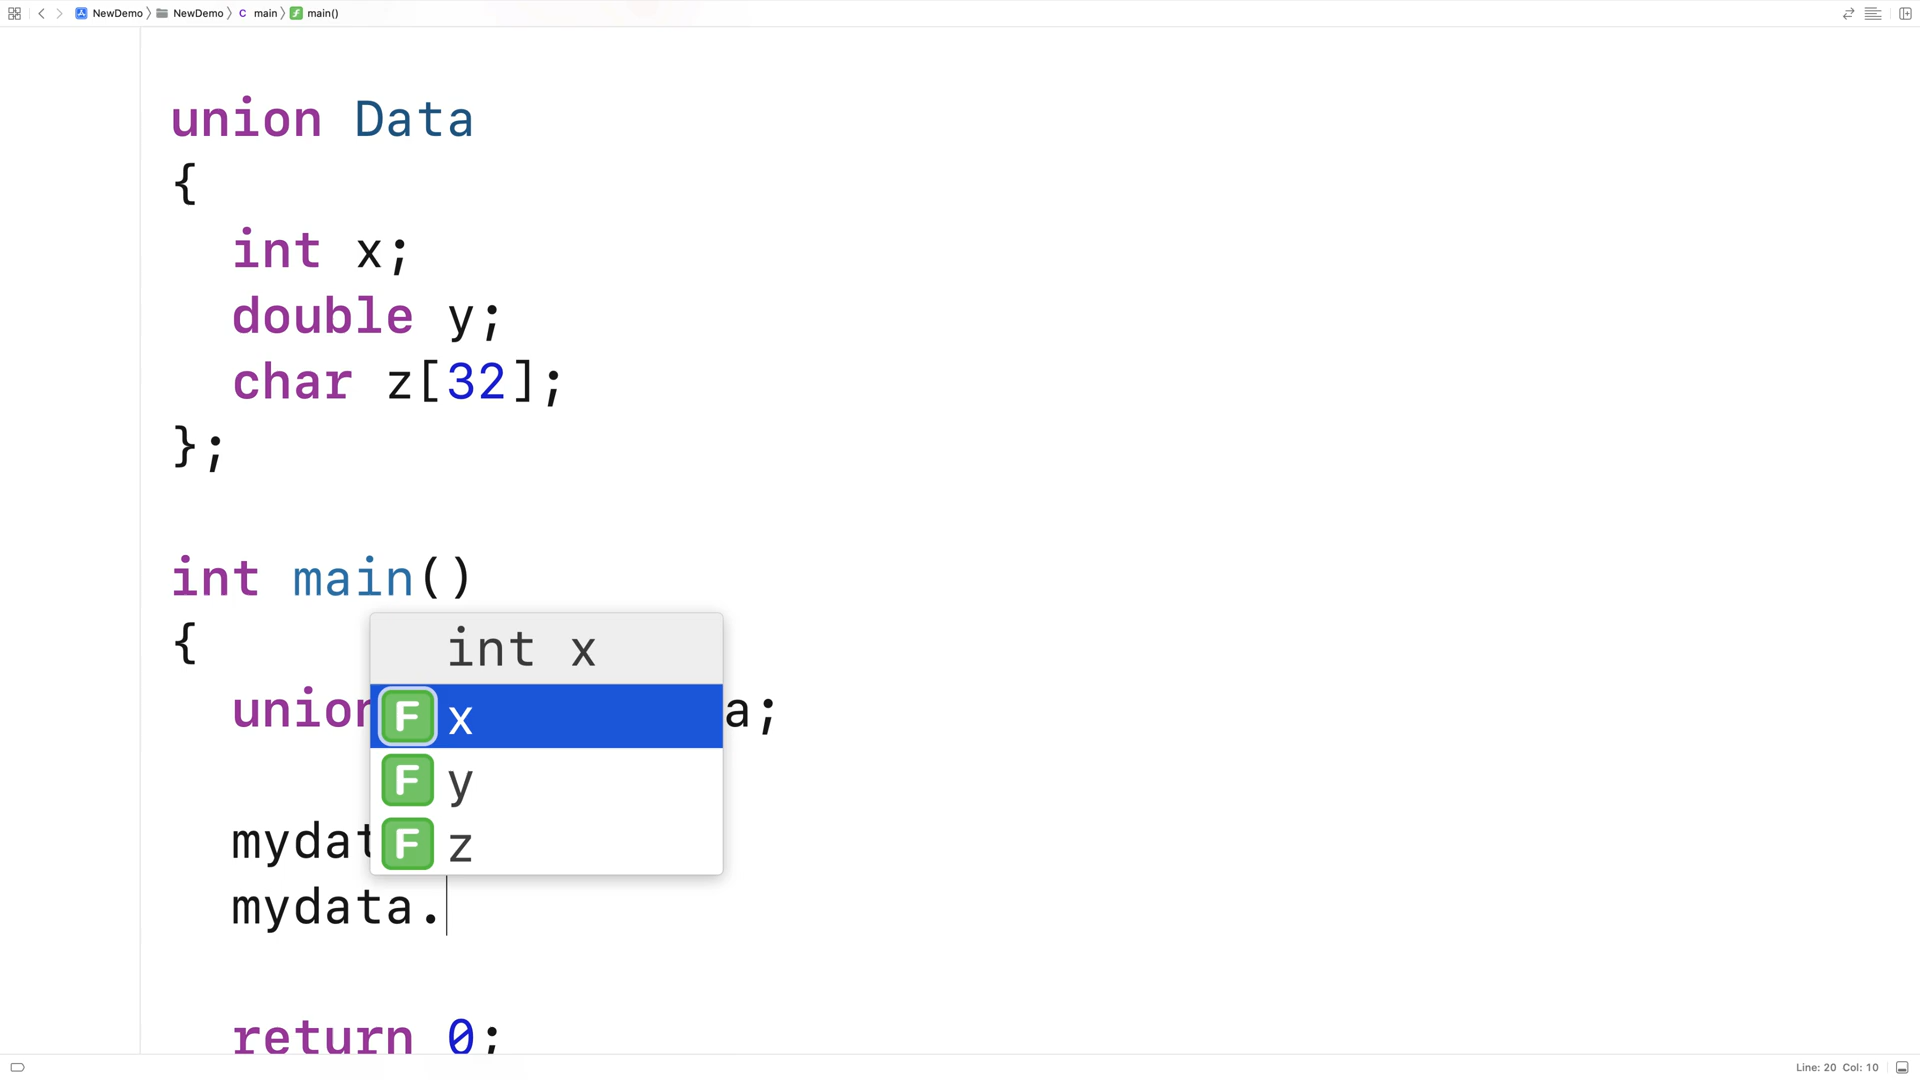 NewDemo NewDemo C main f main()
union Data
{
int x;
double y;
char z[32];
};
int main()
{
int x
union a;
F x
F y
F z
mydat
mydata.
return 0;
Line: 20 Col: 10